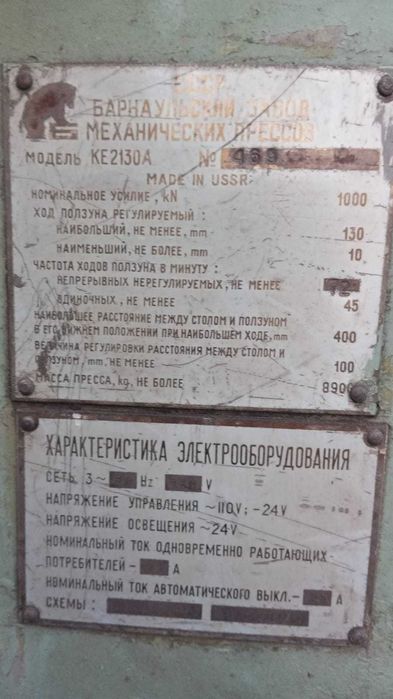 СССР
БАРНАУЛЬСКИЙ ЗАВОД
МЕХАНИЧЕСКИХ ПРЕССОВ
МОДЕЛЬ КЕ2130А № 469
MADE IN USSR
НОМИНАЛЬНОЕ УСИЛИЕ, kN 1000
ХОД ПОЛЗУНА РЕГУЛИРУЕМЫЙ:
НАИБОЛЬШИЙ, НЕ МЕНЕЕ, mm 130
НАИМЕНЬШИЙ, НЕ БОЛЕЕ, mm 10
ЧАСТОТА ХОДОВ ПОЛЗУНА В МИНУТУ:
НЕПРЕРЫВНЫХ НЕРЕГУЛИРУЕМЫХ, НЕ МЕНЕЕ
ОДИНОЧНЫХ, НЕ МЕНЕЕ 45
НАИБОЛЬШЕЕ РАССТОЯНИЕ МЕЖДУ СТОЛОМ И ПОЛЗУНОМ
В ЕГО НИЖНЕМ ПОЛОЖЕНИИ ПРИ НАИБОЛЬШЕМ ХОДЕ, mm 400
ВЕЛИЧИНА РЕГУЛИРОВКИ РАССТОЯНИЯ МЕЖДУ СТОЛОМ И
ПОЛЗУНОМ, mm, НЕ МЕНЕЕ 100
МАССА ПРЕССА, kg, НЕ БОЛЕЕ 8900
ХАРАКТЕРИСТИКА ЭЛЕКТРООБОРУДОВАНИЯ
СЕТЬ 3~ Hz V
НАПРЯЖЕНИЕ УПРАВЛЕНИЯ ~110V; -24V
НАПРЯЖЕНИЕ ОСВЕЩЕНИЯ ~24V
НОМИНАЛЬНЫЙ ТОК ОДНОВРЕМЕННО РАБОТАЮЩИХ
ПОТРЕБИТЕЛЕЙ - А
НОМИНАЛЬНЫЙ ТОК АВТОМАТИЧЕСКОГО ВЫКЛ. - А
СХЕМЫ: